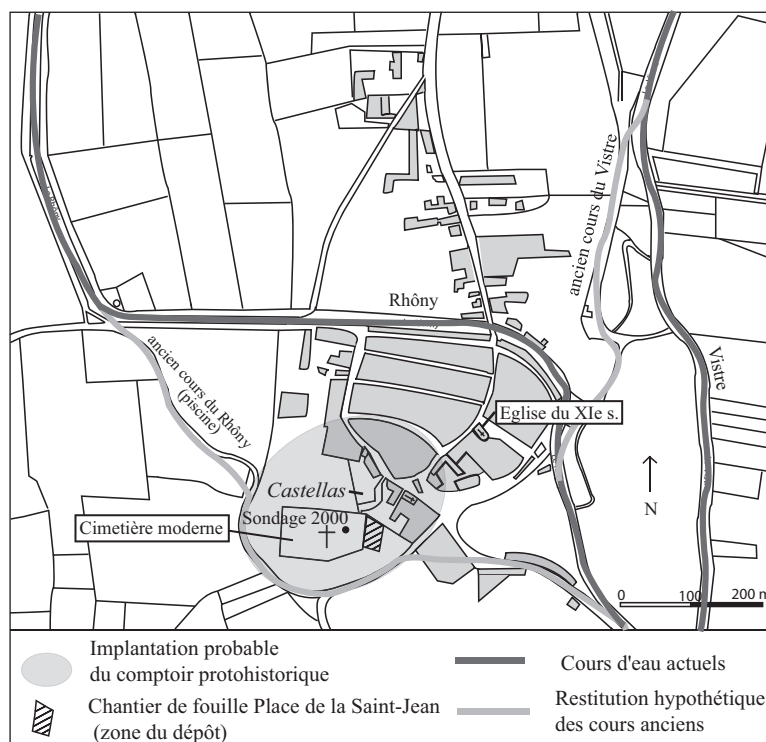 ancien cours du Vistre
Rhôny
ancien cours du Rhôny
(piscine)
Vistre
Eglise du XIe s.
Castellas
Sondage 2000
Cimetière moderne
N
0 100 200 m
Implantation probable
du comptoir protohistorique
Cours d'eau actuels
Chantier de fouille Place de la Saint-Jean
(zone du dépôt)
Restitution hypothétique
des cours anciens